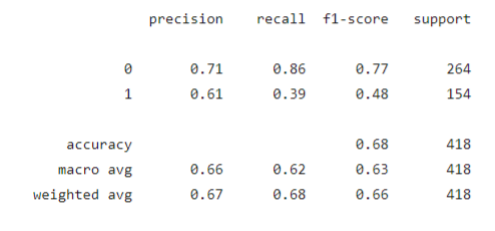 precision recall f1-score support
0 0.71 0.86 0.77 264
1 0.61 0.39 0.48 154
accuracy 0.68 418
macro avg 0.66 0.62 0.63 418
weighted avg 0.67 0.68 0.66 418